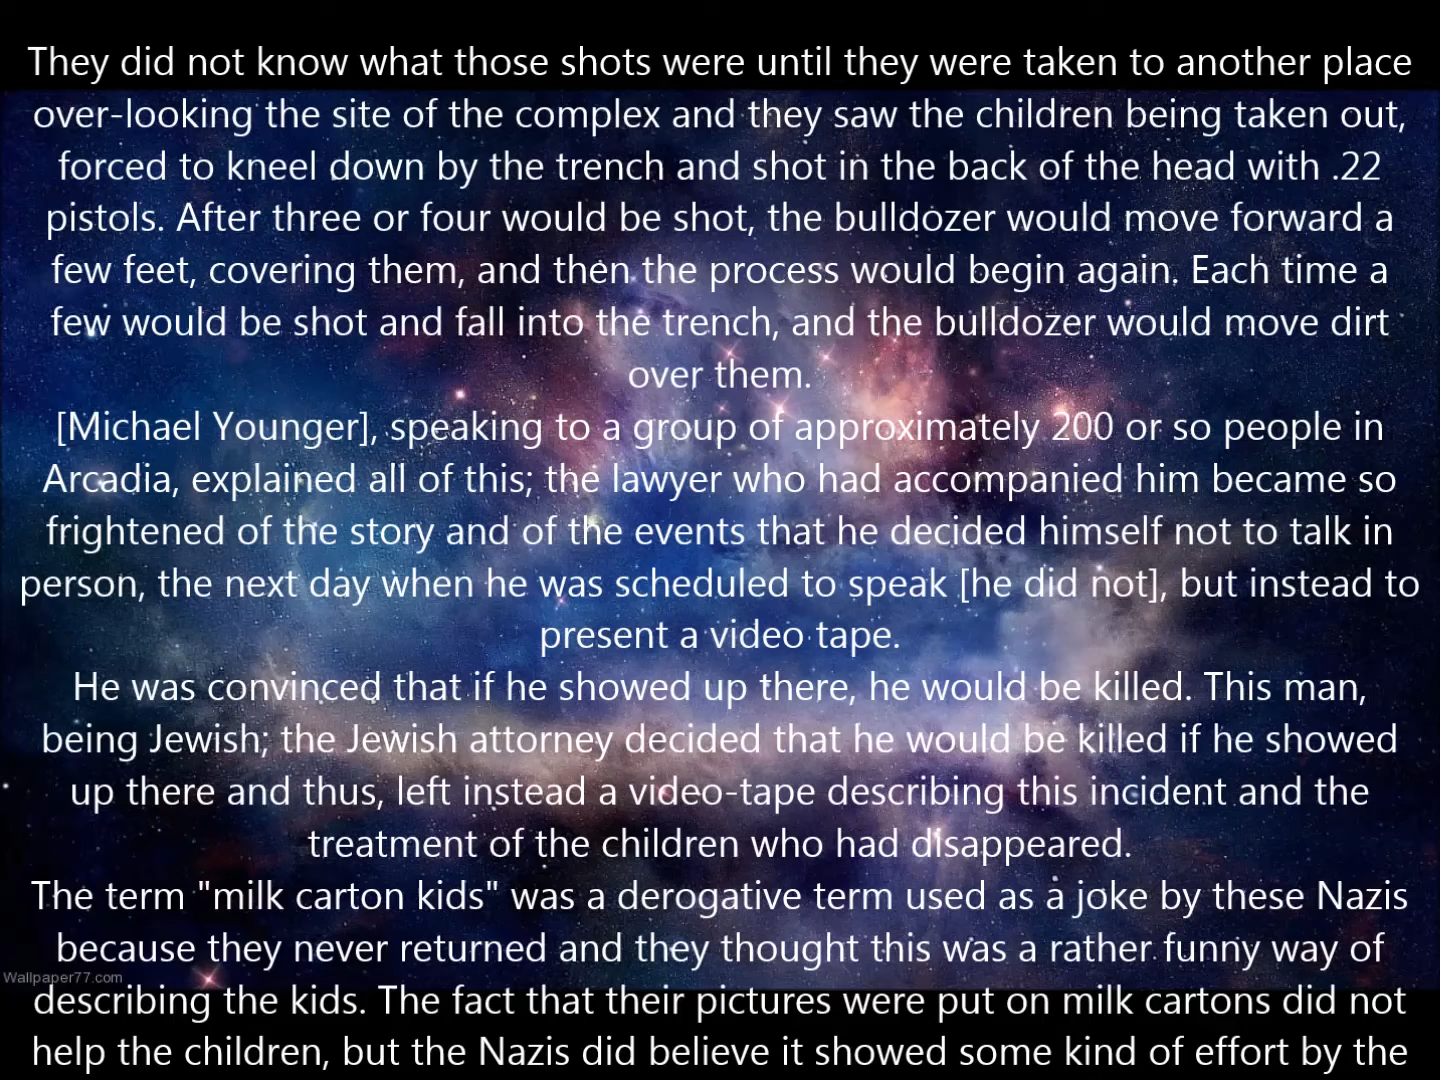 They did not know what those shots were until they were taken to another place
over-looking the site of the complex and they saw the children being taken out,
forced to kneel down by the trench and shot in the back of the head with .22
pistols. After three or four would be shot, the bulldozer would move forward a
few feet, covering them, and then the process would begin again. Each time a
few would be shot and fall into the trench, and the bulldozer would move dirt
over them.
[Michael Younger], speaking to a group of approximately 200 or so people in
Arcadia, explained all of this; the lawyer who had accompanied him became so
frightened of the story and of the events that he decided himself not to talk in
person, the next day when he was scheduled to speak [he did not], but instead to
present a video tape.
He was convinced that if he showed up there, he would be killed. This man,
being Jewish; the Jewish attorney decided that he would be killed if he showed
up there and thus, left instead a video-tape describing this incident and the
treatment of the children who had disappeared.
The term "milk carton kids" was a derogative term used as a joke by these Nazis
because they never returned and they thought this was a rather funny way of
Wallpaper77.com
describing the kids. The fact that their pictures were put on milk cartons did not
help the children, but the Nazis did believe it showed some kind of effort by the